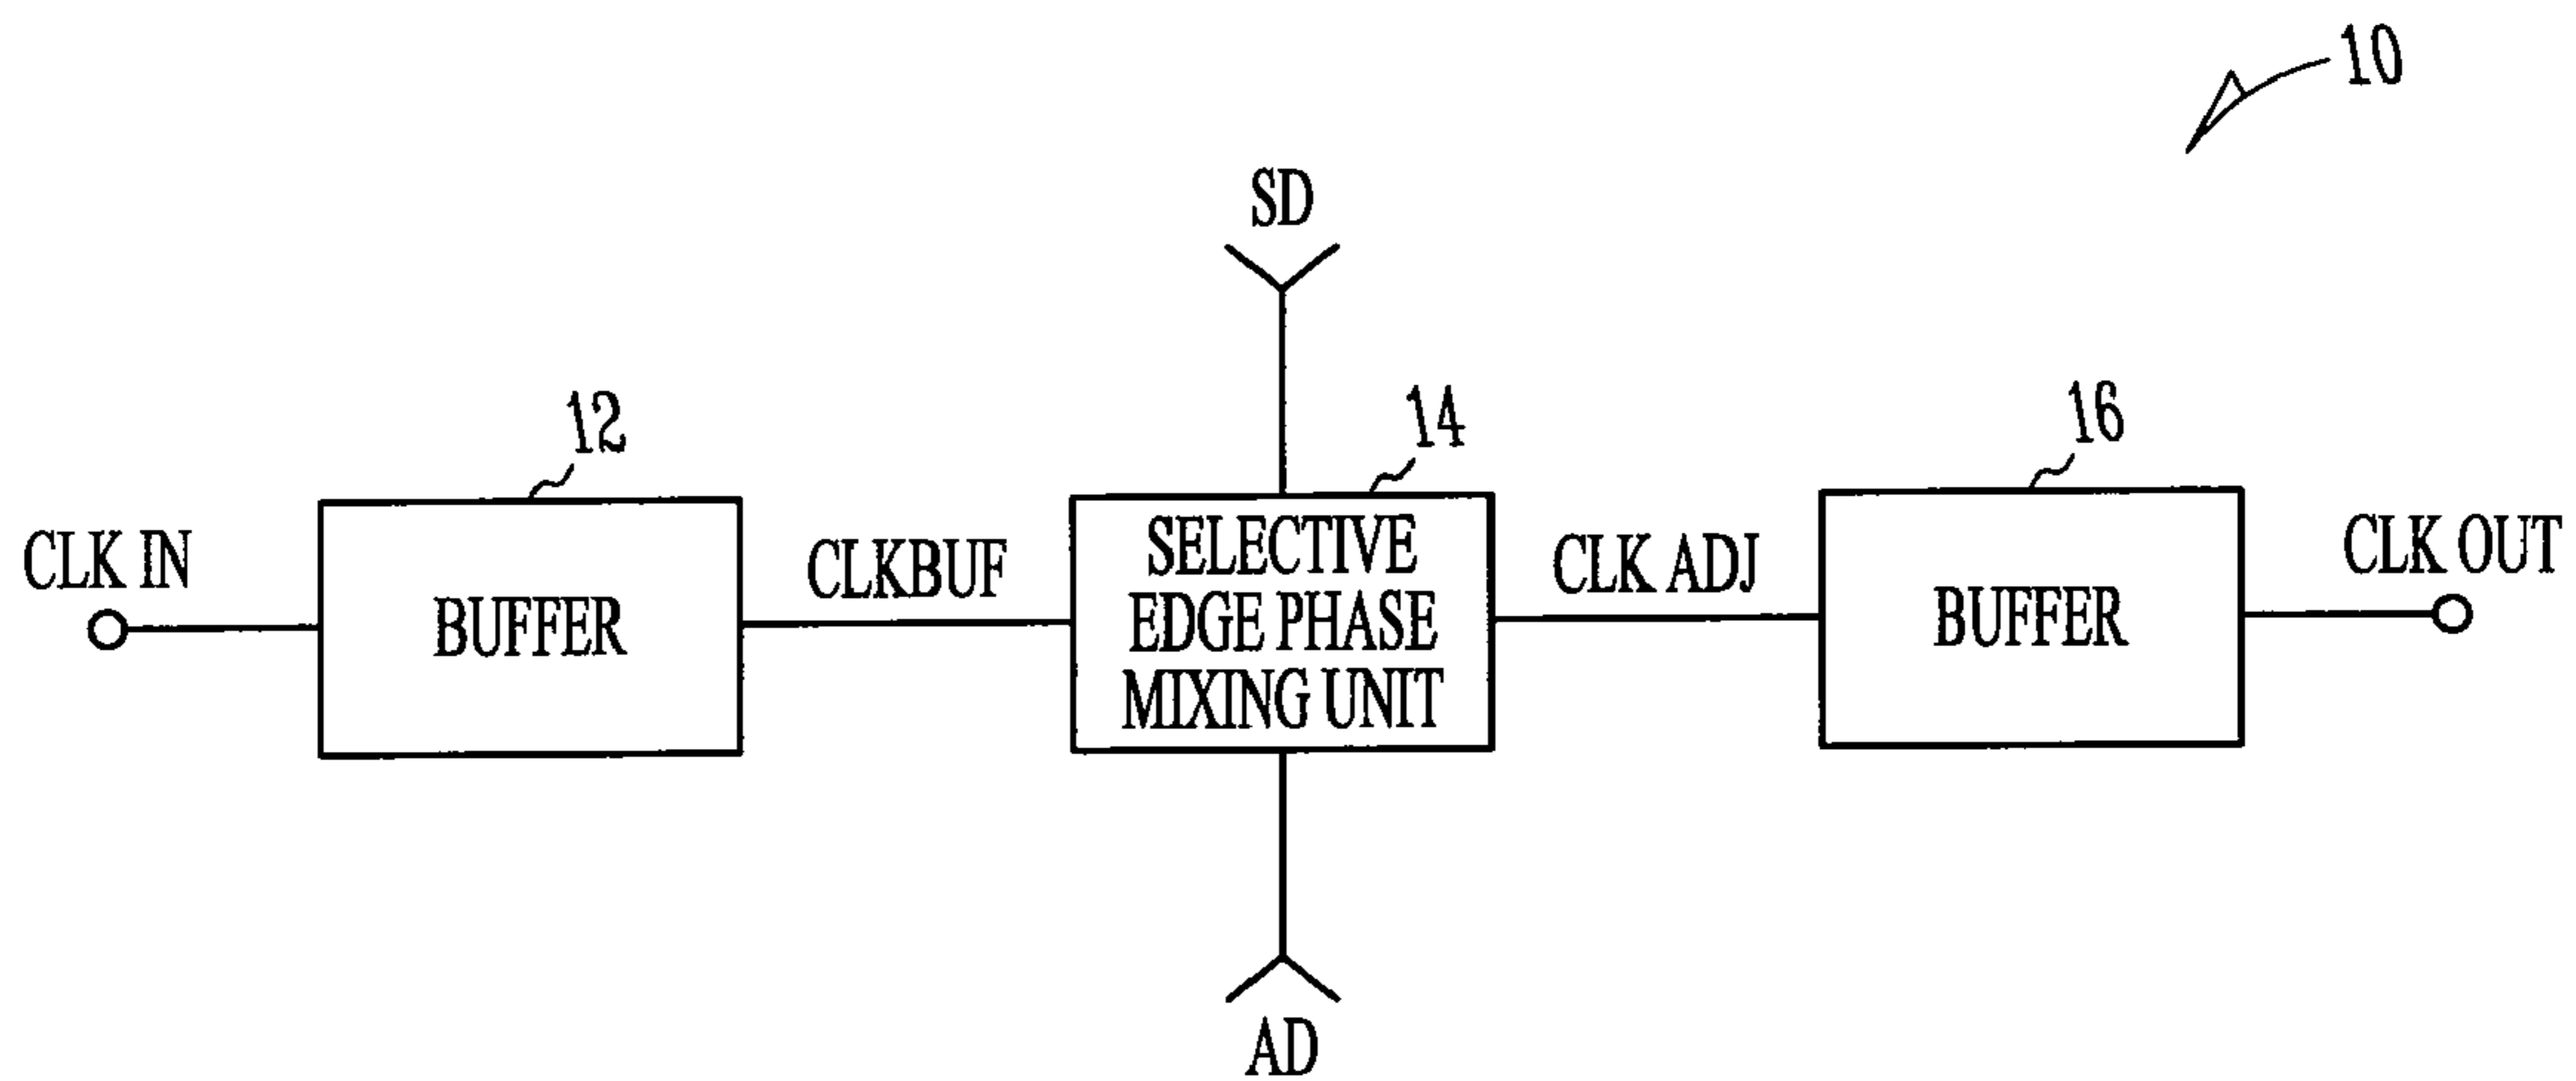 10
SD
12
14
16
CLK IN
BUFFER
CLKBUF
SELECTIVE
EDGE PHASE
MIXING UNIT
CLK ADJ
BUFFER
CLK OUT
AD